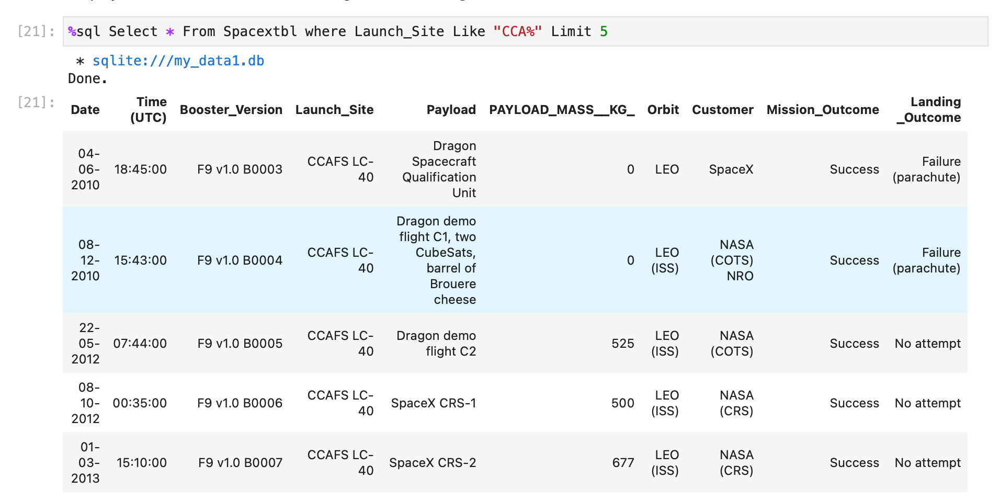 [21]: %sql Select * From Spacextbl where Launch_Site Like "CCA%" Limit 5
* sqlite:///my_data1.db
Done.
[21]:
Date Time (UTC) Booster_Version Launch_Site Payload PAYLOAD_MASS__KG_ Orbit Customer Mission_Outcome Landing _Outcome
04-06-2010 18:45:00 F9 v1.0 B0003 CCAFS LC-40 Dragon Spacecraft Qualification Unit 0 LEO SpaceX Success Failure (parachute)
08-12-2010 15:43:00 F9 v1.0 B0004 CCAFS LC-40 Dragon demo flight C1, two CubeSats, barrel of Brouere cheese 0 LEO (ISS) NASA (COTS) NRO Success Failure (parachute)
22-05-2012 07:44:00 F9 v1.0 B0005 CCAFS LC-40 Dragon demo flight C2 525 LEO (ISS) NASA (COTS) Success No attempt
08-10-2012 00:35:00 F9 v1.0 B0006 CCAFS LC-40 SpaceX CRS-1 500 LEO (ISS) NASA (CRS) Success No attempt
01-03-2013 15:10:00 F9 v1.0 B0007 CCAFS LC-40 SpaceX CRS-2 677 LEO (ISS) NASA (CRS) Success No attempt